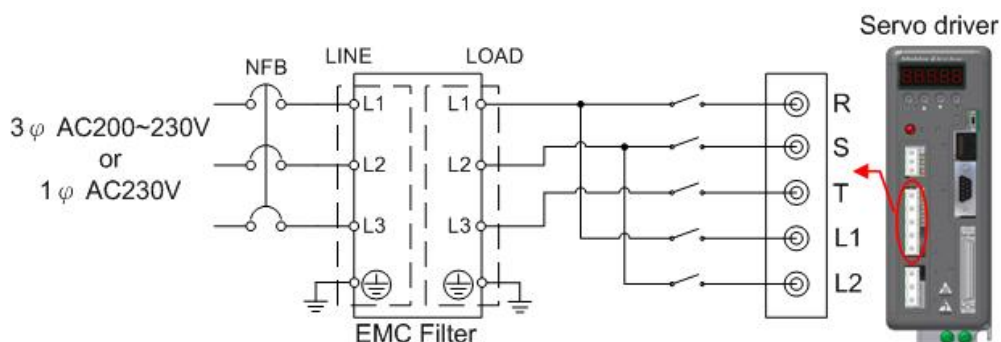 Servo driver
NFB
LINE
LOAD
3 φ AC200~230V
or
1 φ AC230V
L1
L2
L3
L1
L2
L3
EMC Filter
R
S
T
L1
L2